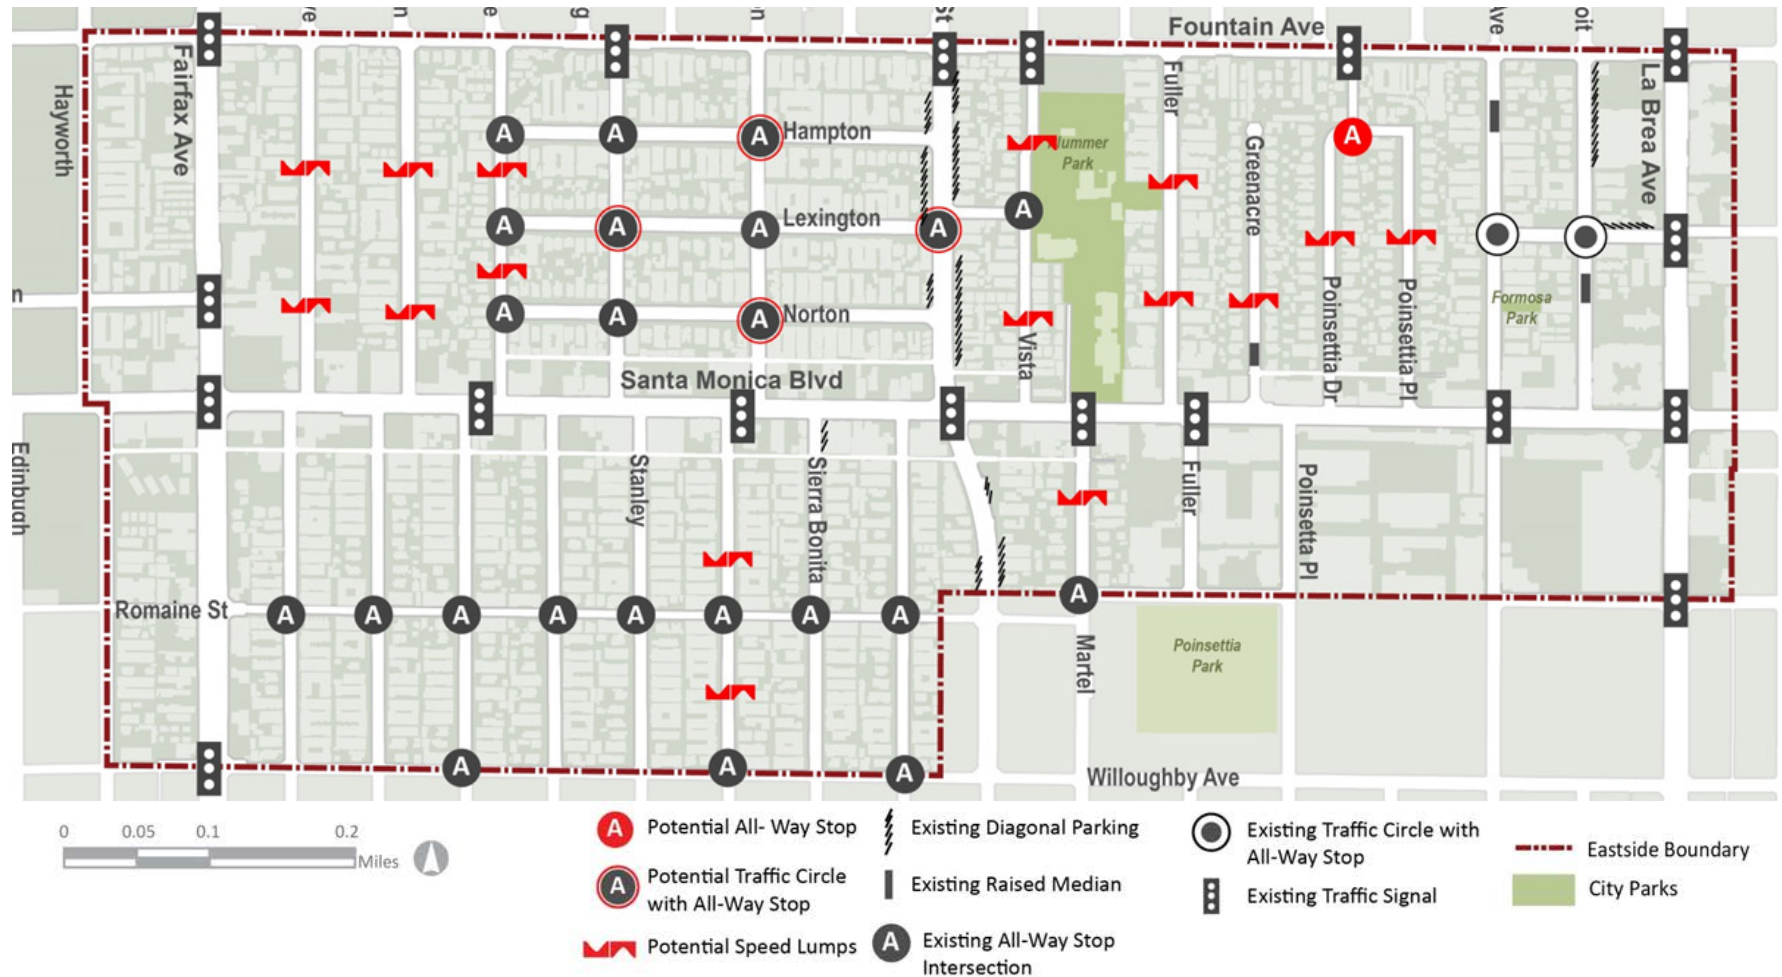 Fountain Ave
Fairfax Ave
Hayworth
Fuller
La Brea Ave
Hampton
Greenacre
Park
Lexington
Norton
Vista
Poinsettia Dr
Poinsettia Pl
Formosa
Park
Santa Monica Blvd
Edinbugh
Stanley
Sierra Bonita
Fuller
Poinsetta Pl
Romaine St
Martel
Poinsettia
Park
Willoughby Ave
A A A
A A A A A
A A A
A
A A A A A A A A A
A A A
0 0.05 0.1 0.2
Miles
A Potential All- Way Stop
A Potential Traffic Circle
with All-Way Stop
Potential Speed Lumps
Existing Diagonal Parking
Existing Raised Median
A Existing All-Way Stop
Intersection
Existing Traffic Circle with
All-Way Stop
Existing Traffic Signal
Eastside Boundary
City Parks